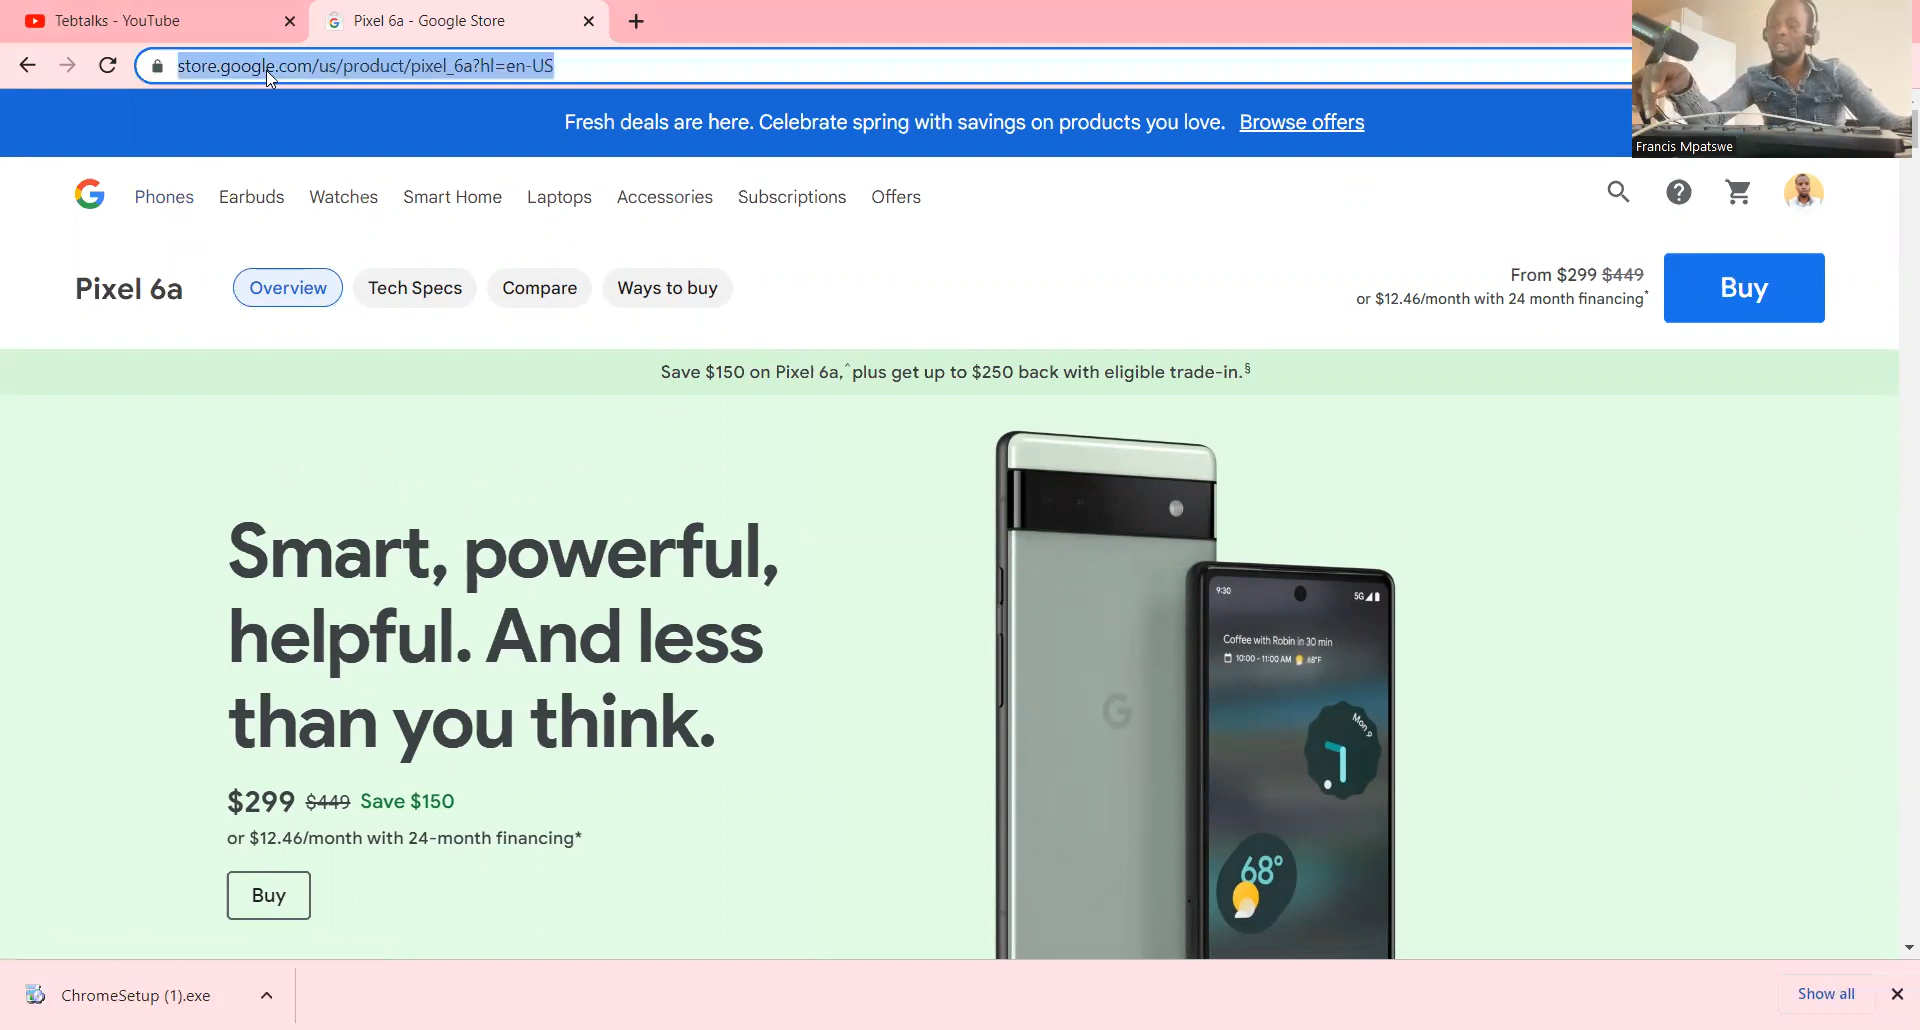 Tebtalks - YouTube
Pixel 6a - Google Store
store.google.com/us/product/pixel_6a?hl=en-US
Francis Mpatswe
Fresh deals are here. Celebrate spring with savings on products you love. Browse offers
Phones Earbuds Watches Smart Home Laptops Accessories Subscriptions Offers
Pixel 6a
Overview Tech Specs Compare Ways to buy
From $299 $449
or $12.46/month with 24 month financing*
Buy
Save $150 on Pixel 6a,^ plus get up to $250 back with eligible trade-in.§
Smart, powerful,
helpful. And less
than you think.
$299 $449 Save $150
or $12.46/month with 24-month financing*
Buy
9:30 5G
Coffee with Robin in 30 min
10:00 - 11:00 AM 68°F
Mon 9
68°
G
ChromeSetup (1).exe
Show all